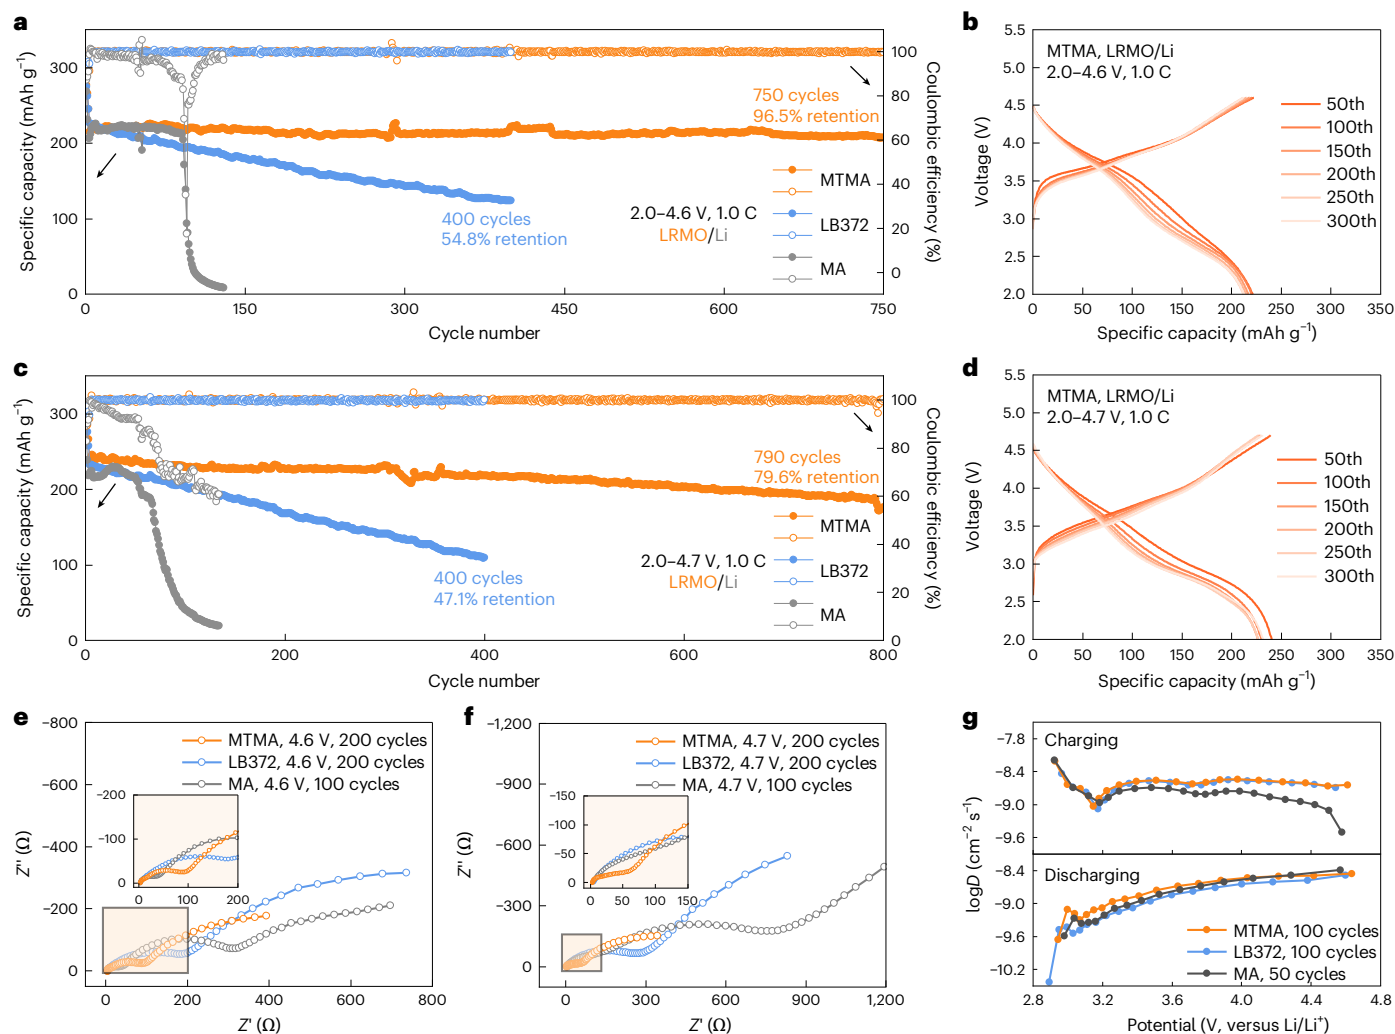 a
Specific capacity (mAh g⁻¹)
300
200
100
0
0
150
300
450
600
750
Cycle number
100
80
60
40
20
0
Coulombic efficiency (%)
750 cycles
96.5% retention
400 cycles
54.8% retention
2.0–4.6 V, 1.0 C
LRMO/Li
MTMA
LB372
MA
b
Voltage (V)
5.5
5.0
4.5
4.0
3.5
3.0
2.5
2.0
MTMA, LRMO/Li
2.0–4.6 V, 1.0 C
50th
100th
150th
200th
250th
300th
0
50
100
150
200
250
300
350
Specific capacity (mAh g⁻¹)
c
Specific capacity (mAh g⁻¹)
300
200
100
0
0
200
400
600
800
Cycle number
100
80
60
40
20
0
Coulombic efficiency (%)
790 cycles
79.6% retention
400 cycles
47.1% retention
2.0–4.7 V, 1.0 C
LRMO/Li
MTMA
LB372
MA
d
Voltage (V)
5.5
5.0
4.5
4.0
3.5
3.0
2.5
2.0
MTMA, LRMO/Li
2.0–4.7 V, 1.0 C
50th
100th
150th
200th
250th
300th
0
50
100
150
200
250
300
350
Specific capacity (mAh g⁻¹)
e
Z'' (Ω)
−800
−600
−400
−200
0
MTMA, 4.6 V, 200 cycles
LB372, 4.6 V, 200 cycles
MA, 4.6 V, 100 cycles
−200
−100
0
0
100
200
0
200
400
600
800
Z' (Ω)
f
Z'' (Ω)
−1,200
−900
−600
−300
0
MTMA, 4.7 V, 200 cycles
LB372, 4.7 V, 200 cycles
MA, 4.7 V, 100 cycles
−150
−100
−50
0
0
50
100
150
0
300
600
900
1,200
Z' (Ω)
g
logD (cm⁻² s⁻¹)
−7.8
−8.4
−9.0
−9.6
Charging
−8.4
−9.0
−9.6
−10.2
Discharging
MTMA, 100 cycles
LB372, 100 cycles
MA, 50 cycles
2.8
3.2
3.6
4.0
4.4
4.8
Potential (V, versus Li/Li⁺)